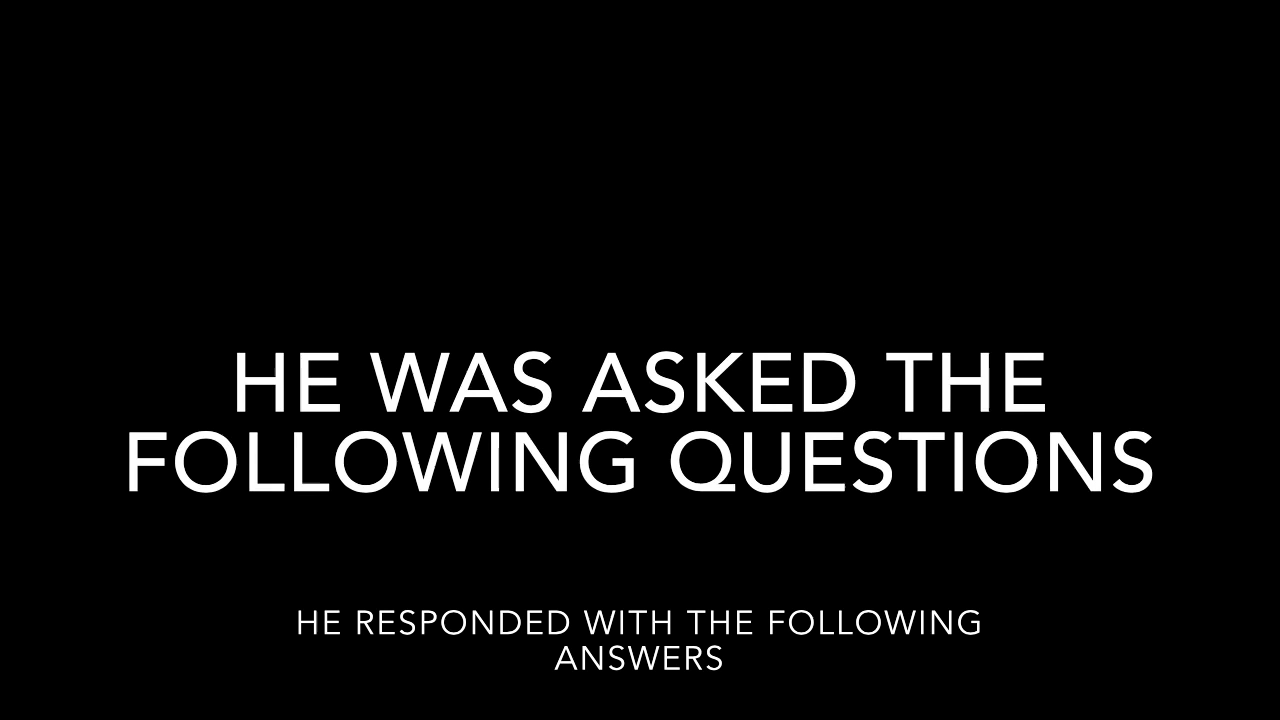 HE WAS ASKED THE
FOLLOWING QUESTIONS
HE RESPONDED WITH THE FOLLOWING
ANSWERS